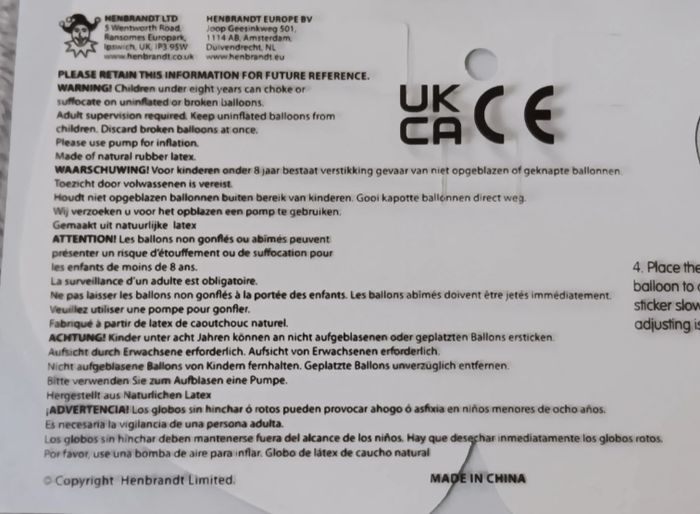 HENBRANDT LTD
5 Wentworth Road,
Ransomes Europark,
Ipswich, UK, IP3 9SW
www.henbrandt.co.uk
HENBRANDT EUROPE BV
Joop Geesinkweg 501,
1114 AB, Amsterdam,
Duivendrecht, NL
www.henbrandt.eu
PLEASE RETAIN THIS INFORMATION FOR FUTURE REFERENCE.
WARNING! Children under eight years can choke or
suffocate on uninflated or broken balloons.
Adult supervision required. Keep uninflated balloons from
children. Discard broken balloons at once.
Please use pump for inflation.
Made of natural rubber latex.
UK
CA CE
WAARSCHUWING! Voor kinderen onder 8 jaar bestaat verstikking gevaar van niet opgeblazen of geknapte ballonnen.
Toezicht door volwassenen is vereist.
Houdt niet opgeblazen ballonnen buiten bereik van kinderen. Gooi kapotte ballonnen direct weg.
Wij verzoeken u voor het opblazen een pomp te gebruiken.
Gemaakt uit natuurlijke latex
ATTENTION! Les ballons non gonflés ou abîmés peuvent
présenter un risque d'étouffement ou de suffocation pour
les enfants de moins de 8 ans.
La surveillance d'un adulte est obligatoire.
Ne pas laisser les ballons non gonflés à la portée des enfants. Les ballons abîmés doivent être jetés immédiatement.
Veuillez utiliser une pompe pour gonfler.
Fabriqué à partir de latex de caoutchouc naturel.
ACHTUNG! Kinder unter acht Jahren können an nicht aufgeblasenen oder geplatzten Ballons ersticken.
Aufsicht durch Erwachsene erforderlich. Aufsicht von Erwachsenen erforderlich.
Nicht aufgeblasene Ballons von Kindern fernhalten. Geplatzte Ballons unverzüglich entfernen.
Bitte verwenden Sie zum Aufblasen eine Pumpe.
Hergestellt aus Naturlichen Latex
¡ADVERTENCIA! Los globos sin hinchar ó rotos pueden provocar ahogo ó asfixia en niños menores de ocho años.
Es necesaria la vigilancia de una persona adulta.
Los globos sin hinchar deben mantenerse fuera del alcance de los niños. Hay que desechar inmediatamente los globos rotos.
Por favor, use una bomba de aire para inflar. Globo de látex de caucho natural
© Copyright Henbrandt Limited.
MADE IN CHINA
4. Place the
balloon to
sticker slow
adjusting is